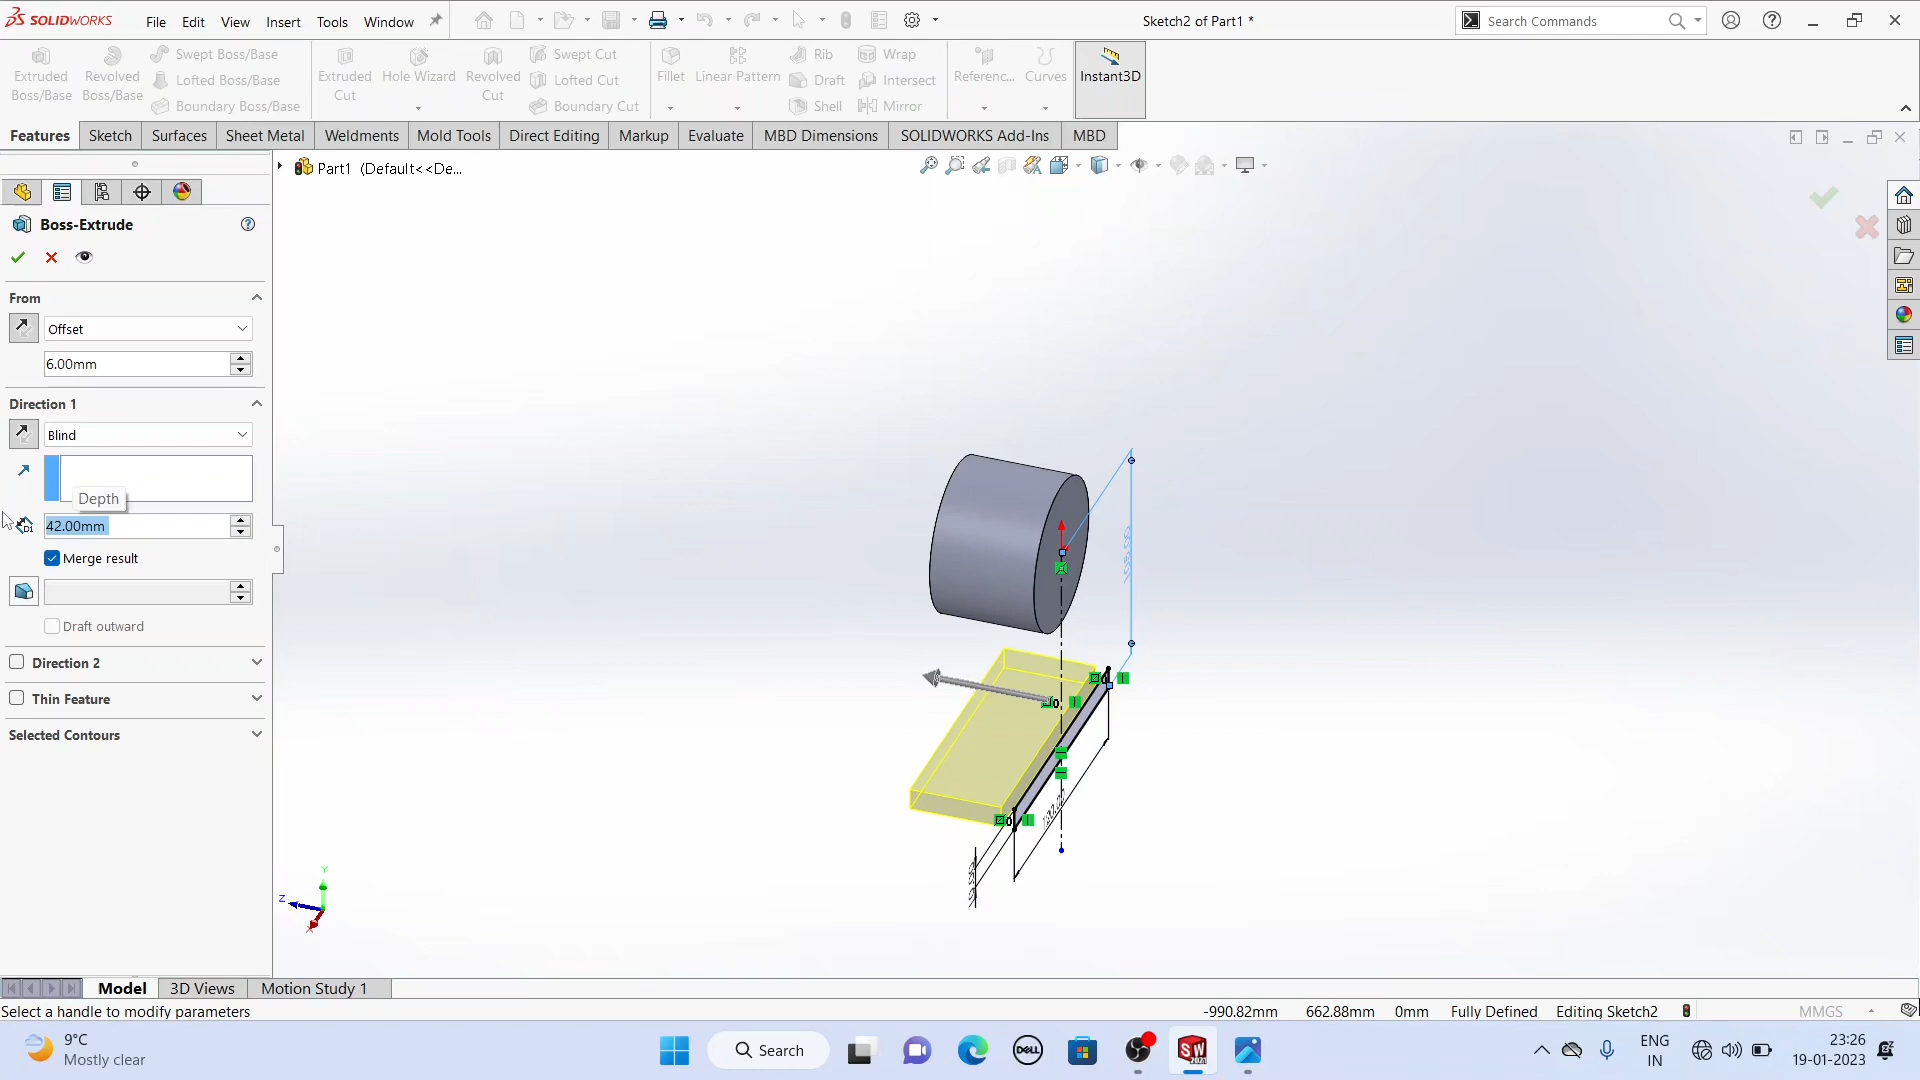 SOLIDWORKS File Edit View Insert Tools Window Sketch2 of Part1 * Search Commands
Extruded Boss/Base
Revolved Boss/Base
Swept Boss/Base
Lofted Boss/Base
Boundary Boss/Base
Extruded Cut
Hole Wizard
Revolved Cut
Swept Cut
Lofted Cut
Boundary Cut
Fillet
Linear Pattern
Rib
Draft
Shell
Wrap
Intersect
Mirror
Referenc...
Curves
Instant3D
Features Sketch Surfaces Sheet Metal Weldments Mold Tools Direct Editing Markup Evaluate MBD Dimensions SOLIDWORKS Add-Ins MBD
Part1 (Default<<De...
Boss-Extrude
From
Offset
6.00mm
Direction 1
Blind
Depth
42.00mm
Merge result
Draft outward
Direction 2
Thin Feature
Selected Contours
Y
Z
X
Model 3D Views Motion Study 1
Select a handle to modify parameters -990.82mm 662.88mm 0mm Fully Defined Editing Sketch2 MMGS
9°C
Mostly clear
Search
DELL
SW
2021
ENG
IN
23:26
19-01-2023